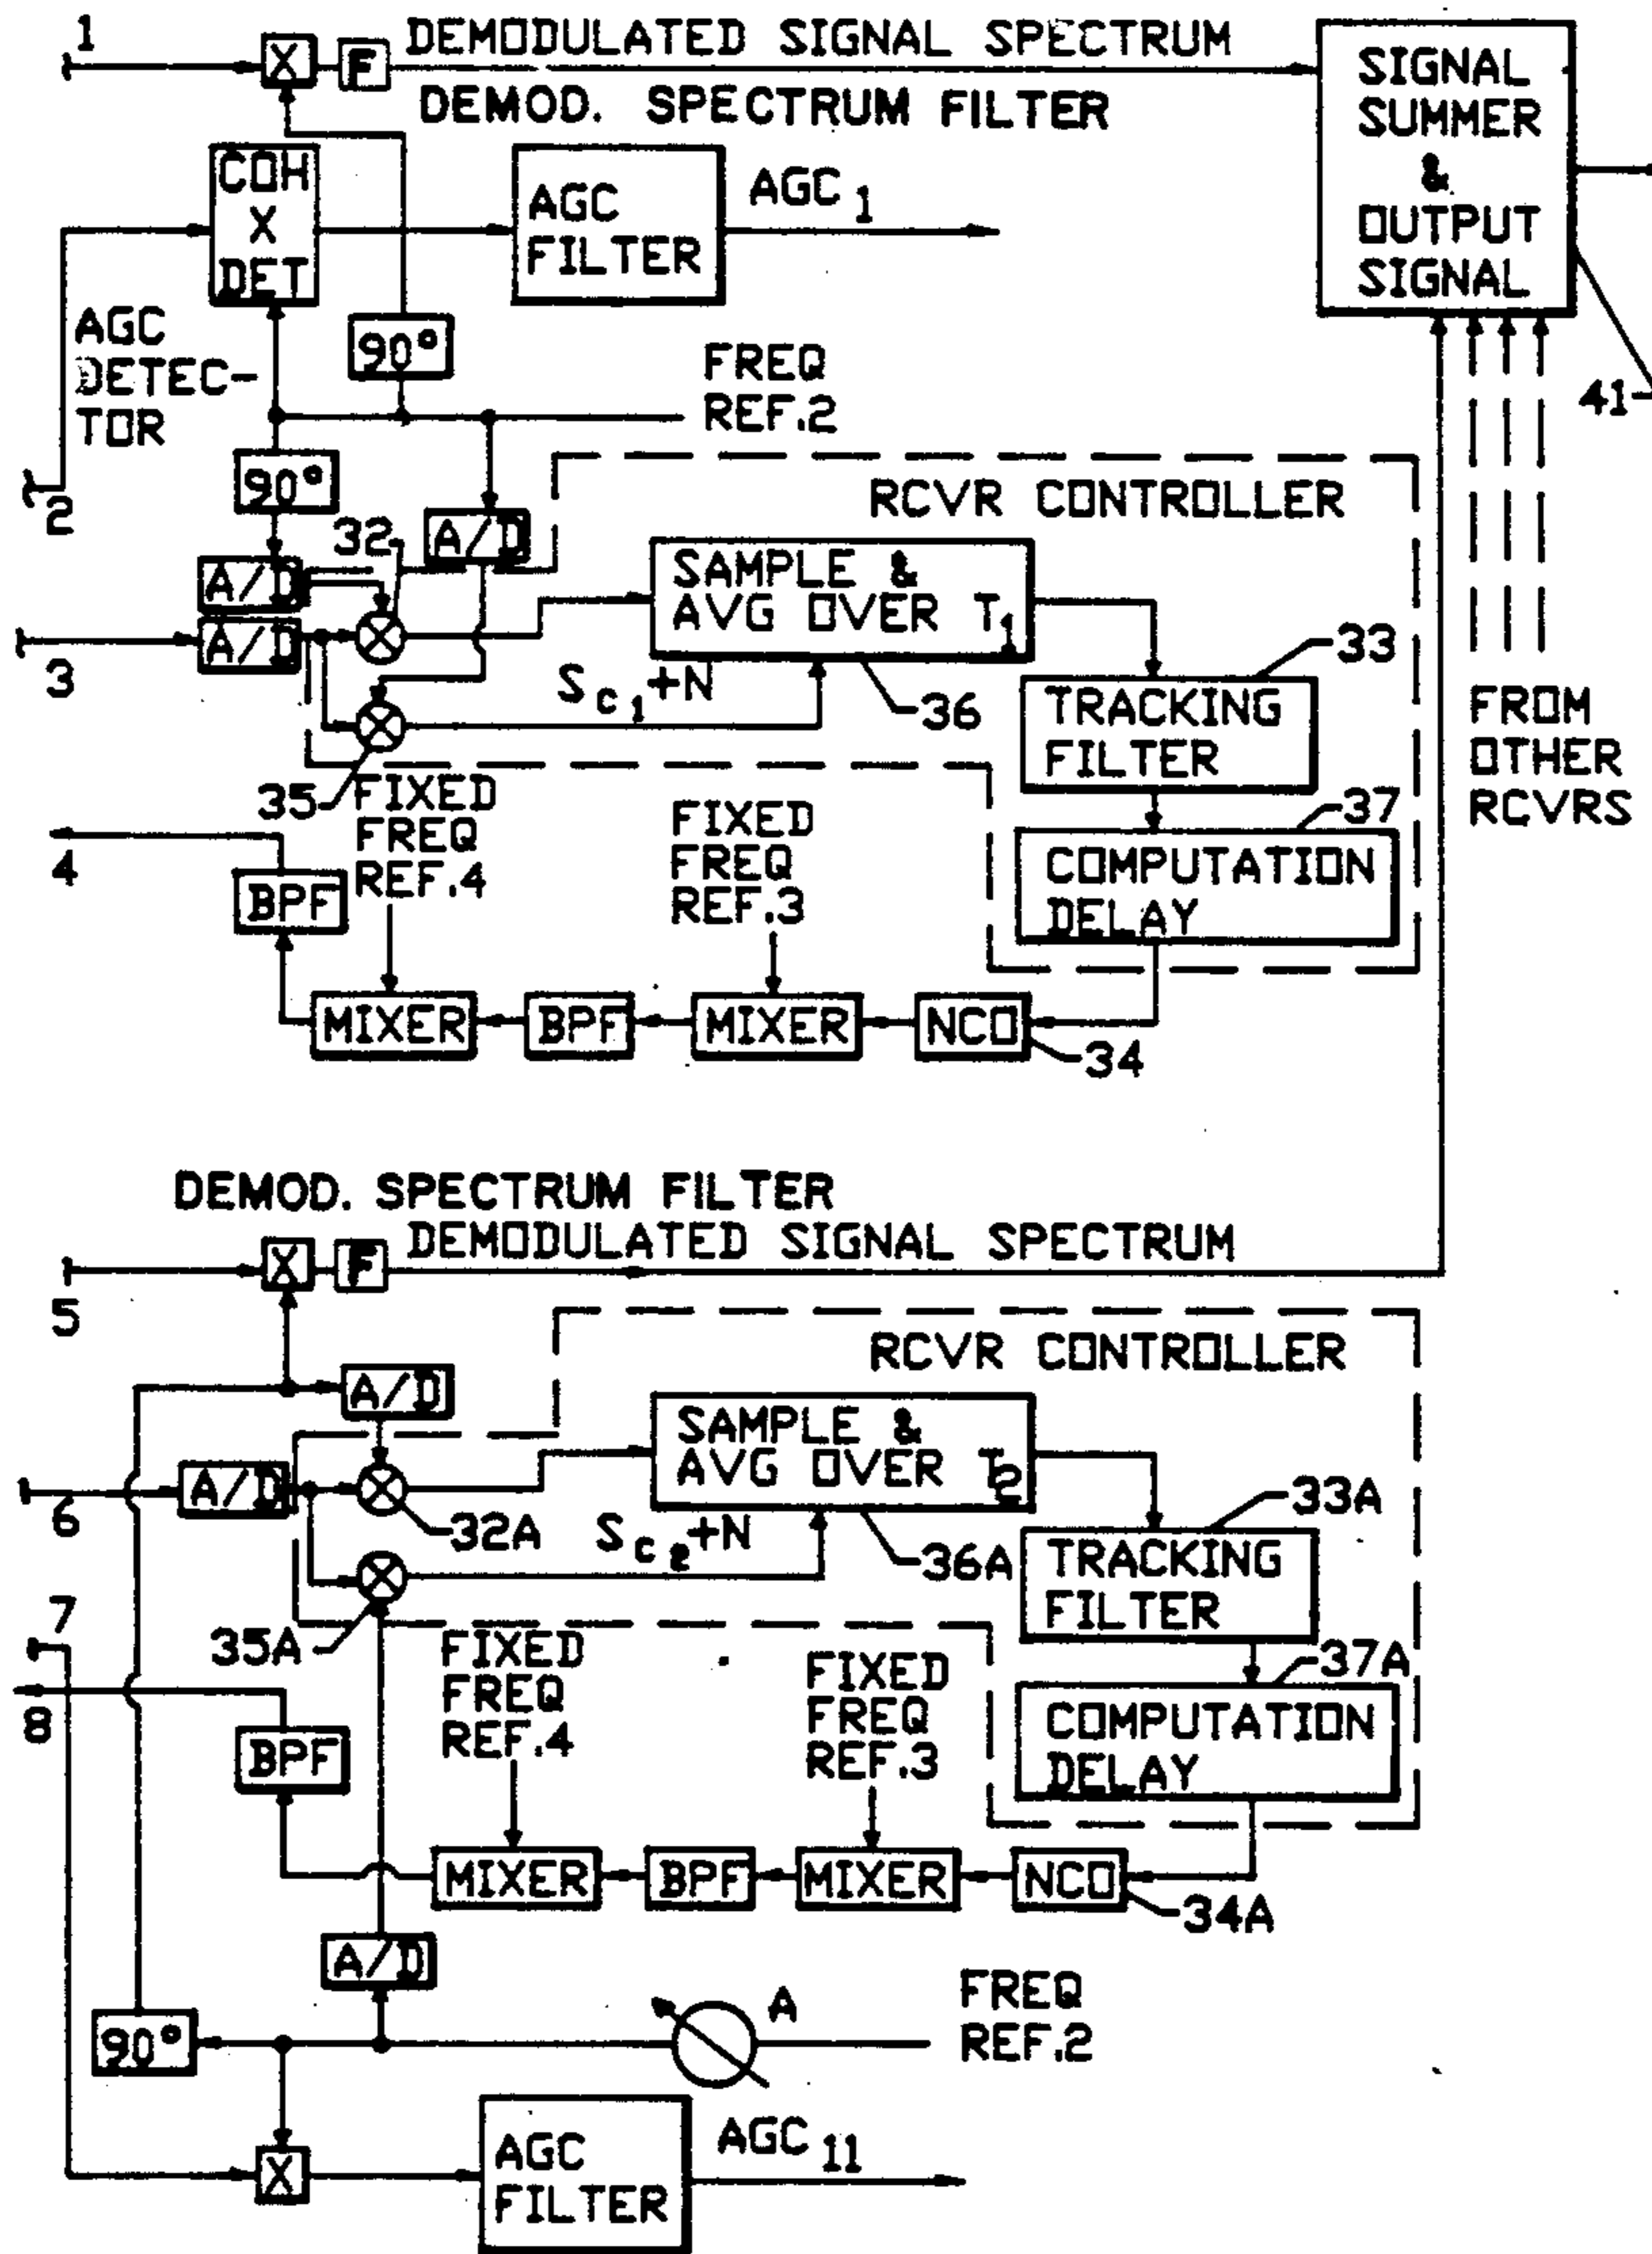 1
X
F
DEMODULATED SIGNAL SPECTRUM
DEMOD. SPECTRUM FILTER
SIGNAL
SUMMER
&
OUTPUT
SIGNAL
41
COH
X
DET
AGC
FILTER
AGC 1
AGC
DETEC-
TOR
90°
FREQ
REF.2
2
90°
RCVR CONTROLLER
32
A/D
A/D
A/D
3
SAMPLE &
AVG OVER T1
Sc1+N
36
33
TRACKING
FILTER
FROM
OTHER
RCVRS
35
FIXED
FREQ
REF.4
FIXED
FREQ
REF.3
37
COMPUTATION
DELAY
4
BPF
MIXER
BPF
MIXER
NCO
34
DEMOD. SPECTRUM FILTER
DEMODULATED SIGNAL SPECTRUM
5
X
F
RCVR CONTROLLER
A/D
SAMPLE &
AVG OVER T2
A/D
6
32A
Sc2+N
36A
33A
TRACKING
FILTER
7
35A
FIXED
FREQ
REF.4
FIXED
FREQ
REF.3
37A
COMPUTATION
DELAY
8
BPF
MIXER
BPF
MIXER
NCO
34A
A/D
90°
A
FREQ
REF.2
X
AGC
FILTER
AGC 11